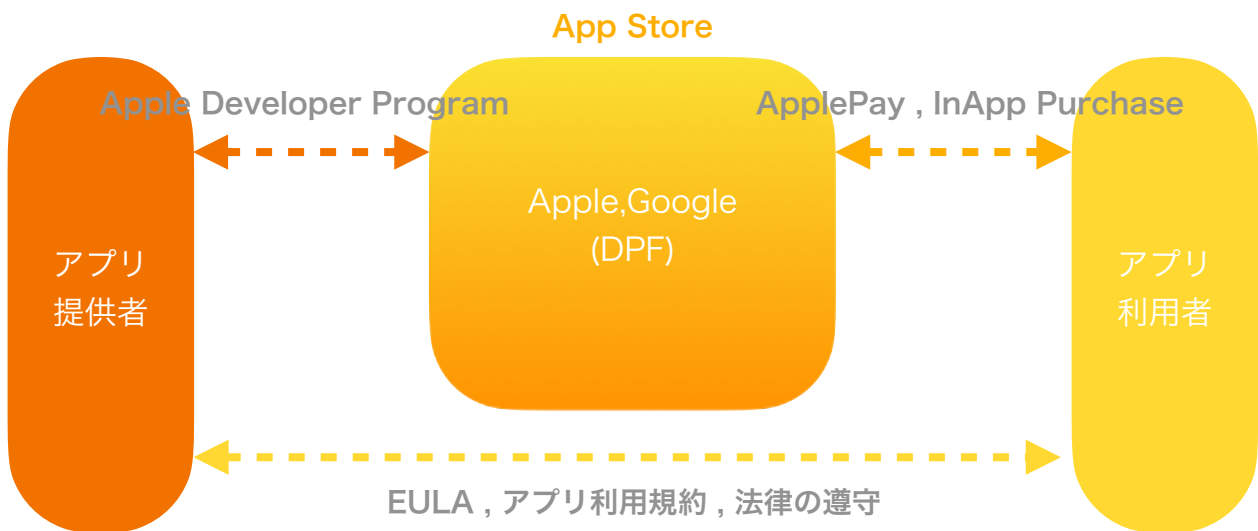 App Store
Apple Developer Program
ApplePay , InApp Purchase
Apple,Google
(DPF)
アプリ
提供者
アプリ
利用者
EULA , アプリ利用規約 , 法律の遵守